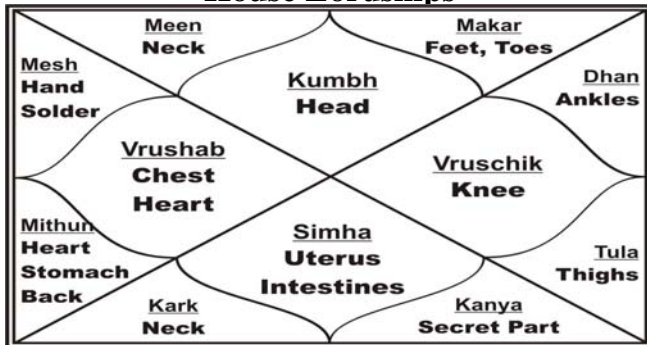 House Lordships
Meen
Neck
Makar
Feet, Toes
Mesh
Hand
Solder
Kumbh
Head
Dhan
Ankles
Vrushab
Chest
Heart
Vruschik
Knee
Mithun
Heart
Stomach
Back
Simha
Uterus
Intestines
Tula
Thighs
Kark
Neck
Kanya
Secret Part